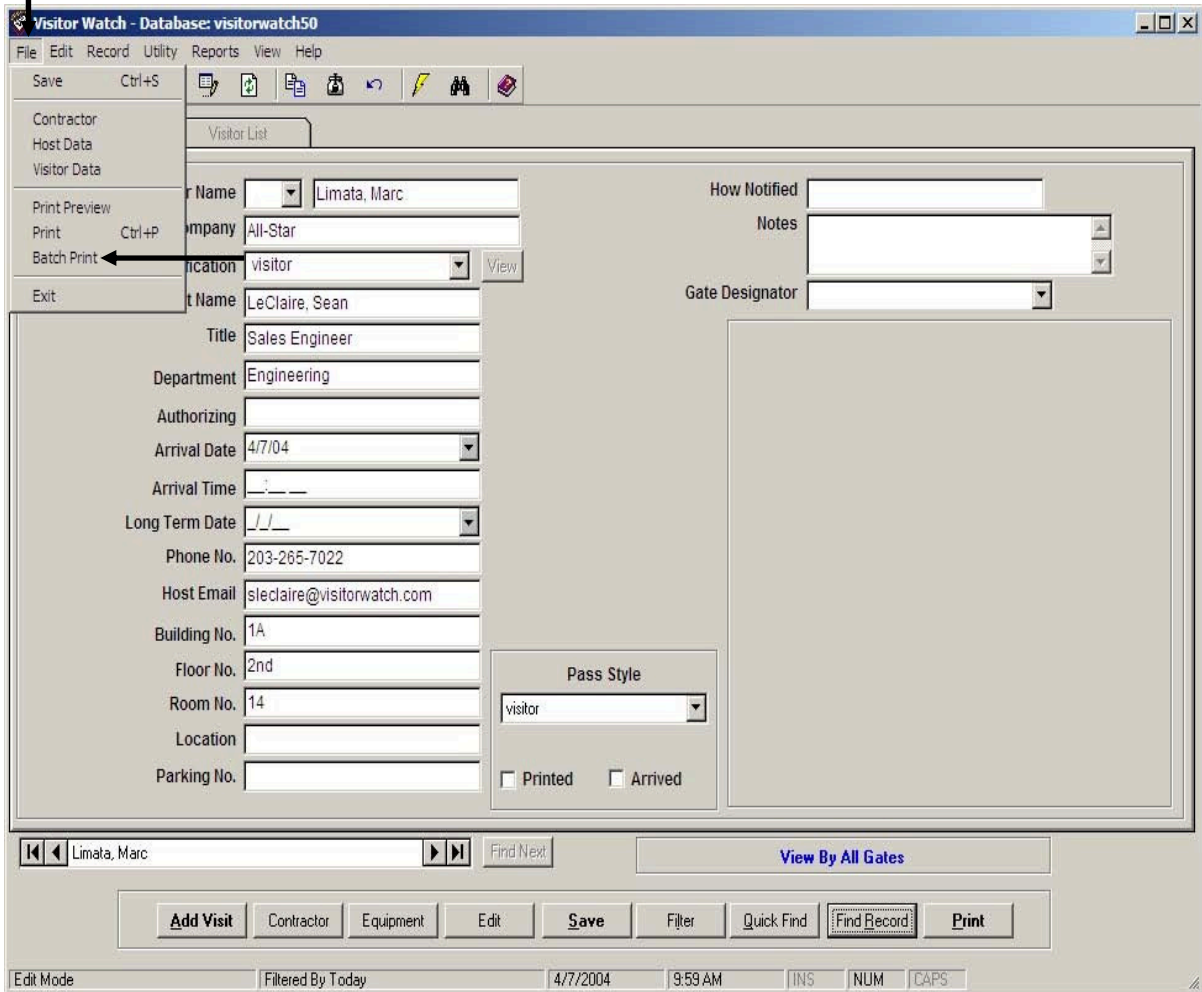 Visitor Watch - Database: visitorwatch50
File Edit Record Utility Reports View Help
Save Ctrl+S
Contractor
Host Data
Visitor Data
Print Preview
Print Ctrl+P
Batch Print
Exit
Visitor List
r Name Limata, Marc
ompany All-Star
ification visitor View
t Name LeClaire, Sean
Title Sales Engineer
Department Engineering
Authorizing
Arrival Date 4/7/04
Arrival Time __:__ __
Long Term Date _/_/__
Phone No. 203-265-7022
Host Email sleclaire@visitorwatch.com
Building No. 1A
Floor No. 2nd
Room No. 14
Location
Parking No.
How Notified
Notes
Gate Designator
Pass Style
visitor
Printed Arrived
Limata, Marc Find Next View By All Gates
Add Visit Contractor Equipment Edit Save Filter Quick Find Find Record Print
Edit Mode Filtered By Today 4/7/2004 9:59 AM INS NUM CAPS